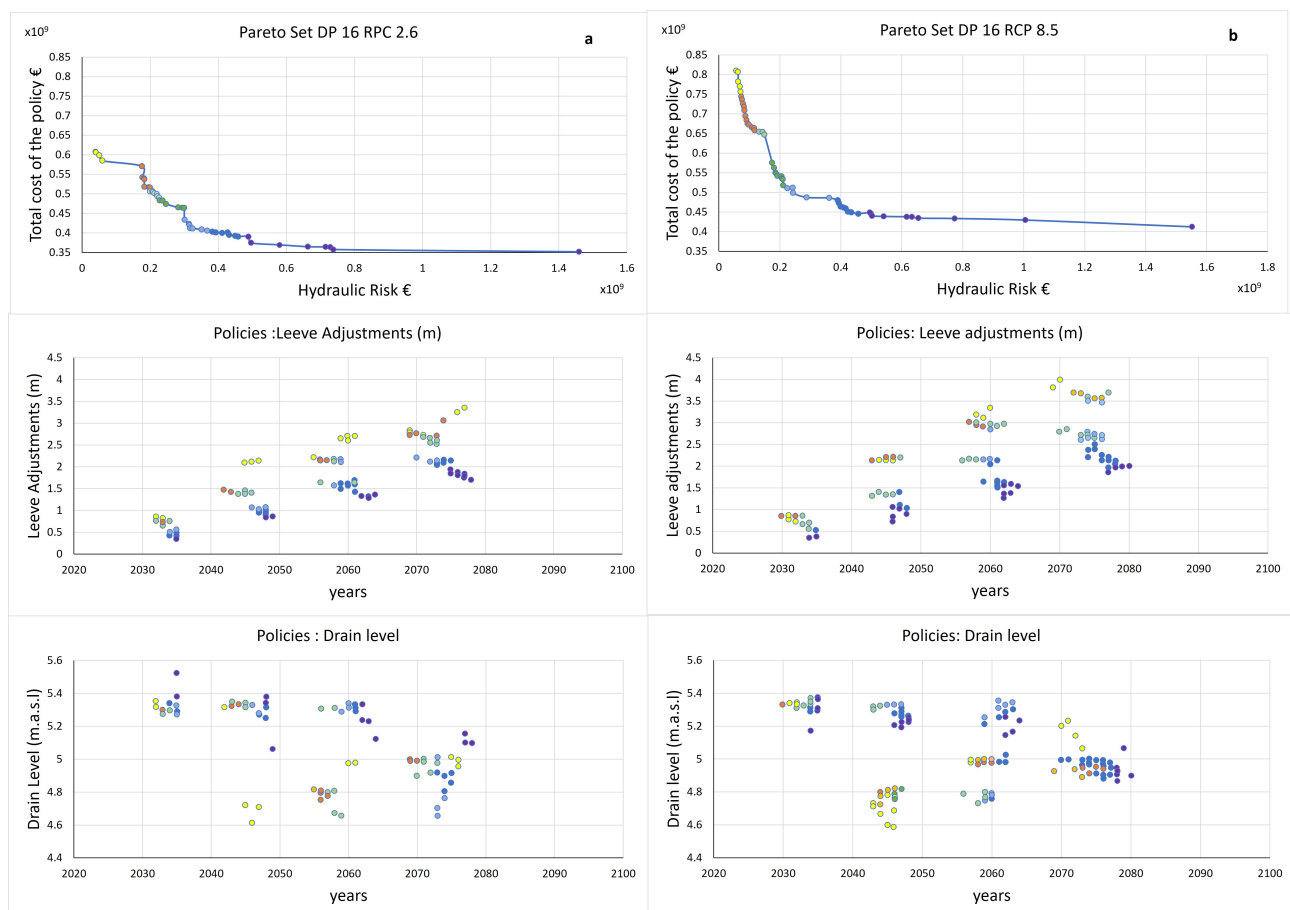 x10⁹
Pareto Set DP 16 RPC 2.6
a
Total cost of the policy €
0.85
0.8
0.75
0.7
0.65
0.6
0.55
0.5
0.45
0.4
0.35
0 0.2 0.4 0.6 0.8 1 1.2 1.4 1.6
Hydraulic Risk €
x10⁹
x10⁹
Pareto Set DP 16 RCP 8.5
b
Total cost of the policy €
0.85
0.8
0.75
0.7
0.65
0.6
0.55
0.5
0.45
0.4
0.35
0 0.2 0.4 0.6 0.8 1 1.2 1.4 1.6 1.8
Hydraulic Risk €
x10⁹
Policies :Leeve Adjustments (m)
Leeve Adjustments (m)
4.5
4
3.5
3
2.5
2
1.5
1
0.5
0
2020 2030 2040 2050 2060 2070 2080 2090 2100
years
Policies: Leeve adjustments (m)
Leeve adjustments (m)
4.5
4
3.5
3
2.5
2
1.5
1
0.5
0
2020 2030 2040 2050 2060 2070 2080 2090 2100
years
Policies : Drain level
Drain Level (m.a.s.l)
5.6
5.4
5.2
5
4.8
4.6
4.4
2020 2030 2040 2050 2060 2070 2080 2090 2100
years
Policies: Drain level
Drain Level (m.a.s.l)
5.6
5.4
5.2
5
4.8
4.6
4.4
2020 2030 2040 2050 2060 2070 2080 2090 2100
years